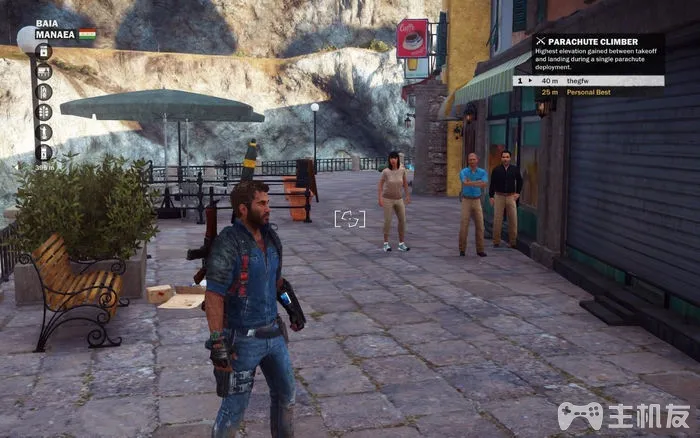 BAIA
MANAEA
PARACHUTE CLIMBER
Highest elevation gained between takeoff
and landing during a single parachute
deployment.
1 40 m thegfw
25 m Personal Best
主机友